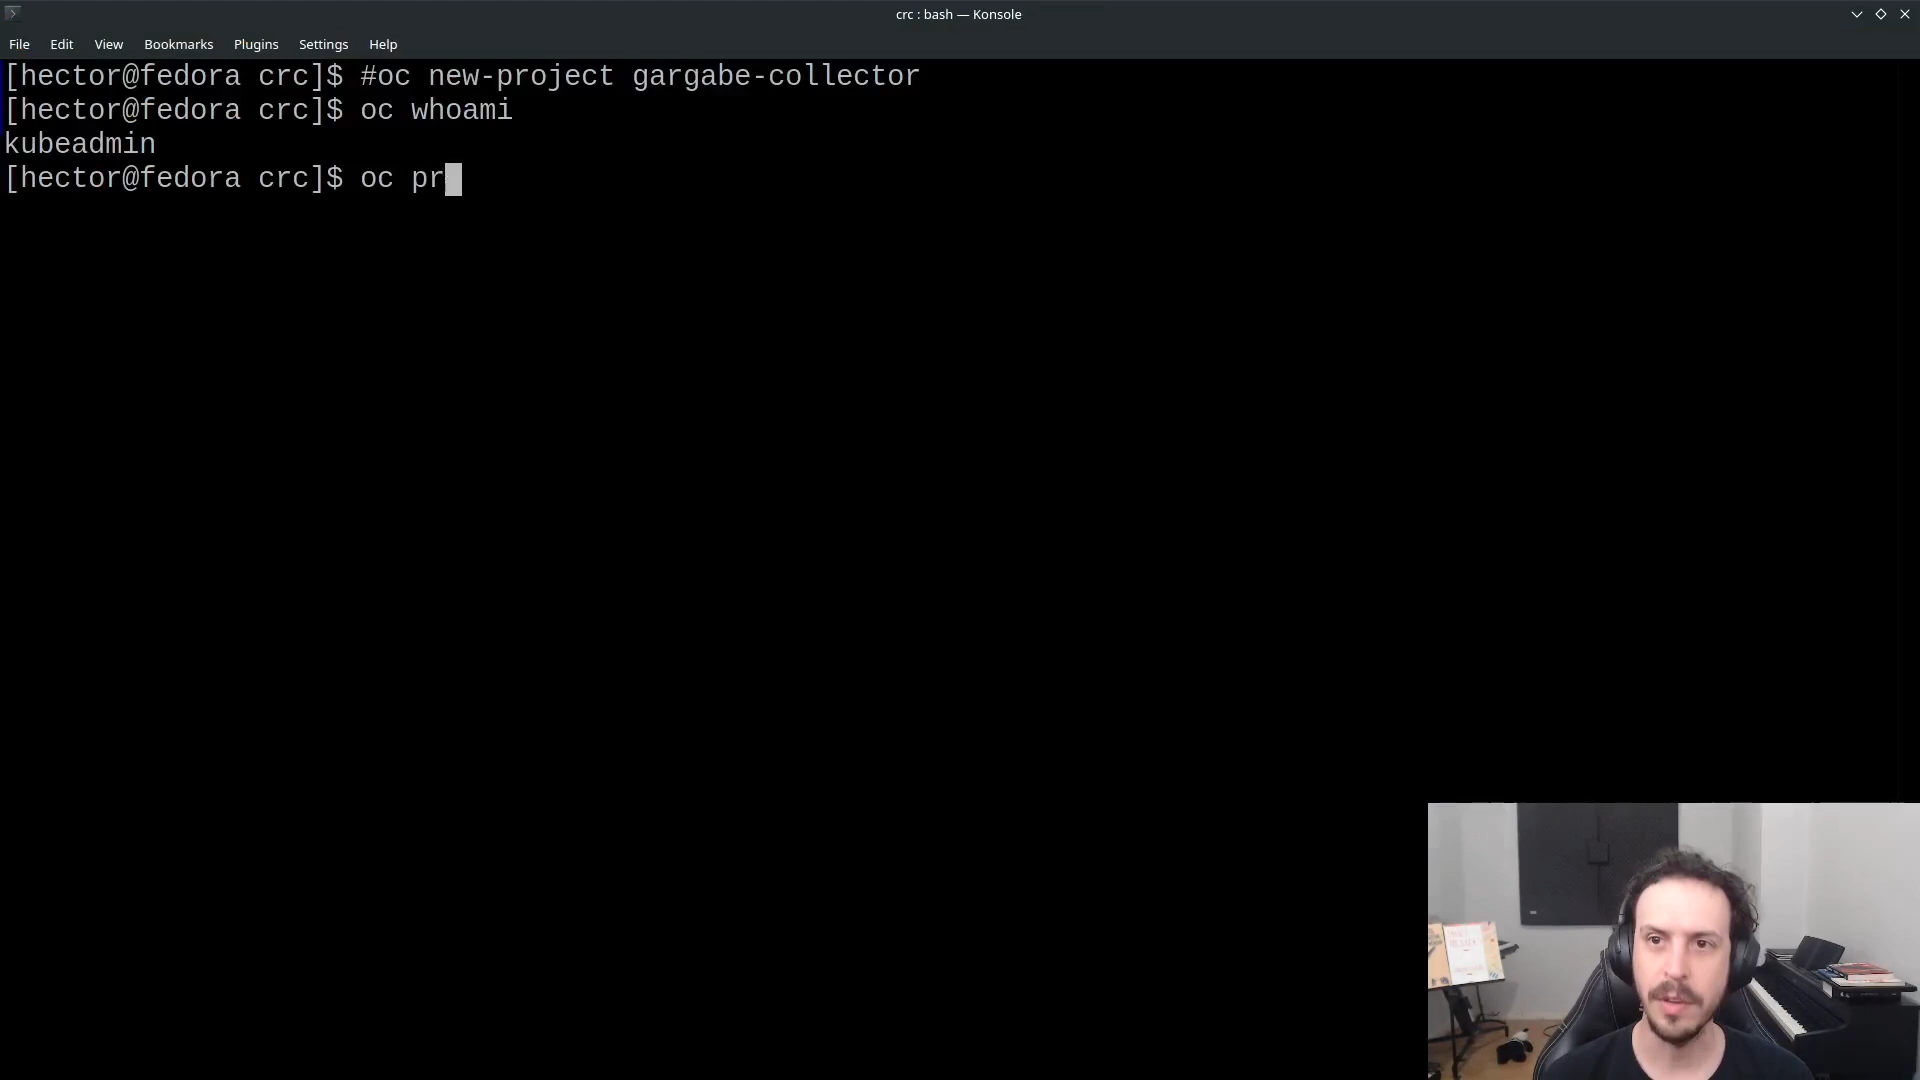 crc : bash — Konsole
File Edit View Bookmarks Plugins Settings Help
[hector@fedora crc]$ #oc new-project gargabe-collector
[hector@fedora crc]$ oc whoami
kubeadmin
[hector@fedora crc]$ oc pr